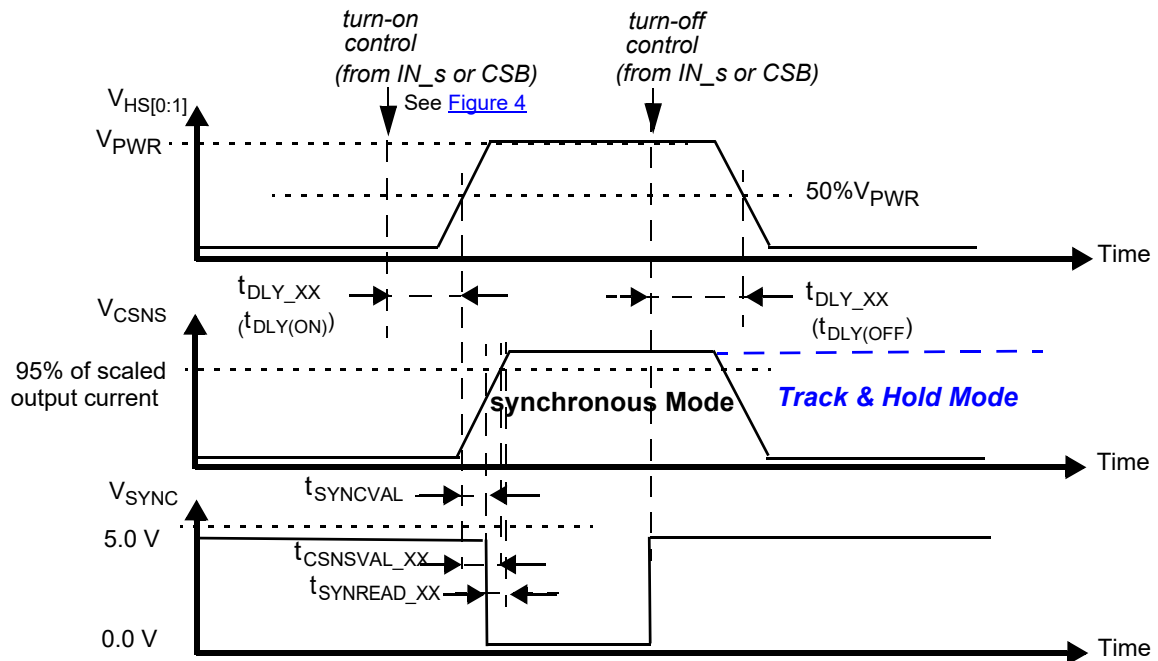 turn-on
control
(from IN_s or CSB)
See Figure 4
turn-off
control
(from IN_s or CSB)
VHS[0:1]
VPWR
50%VPWR
Time
tDLY_XX
(tDLY(ON))
tDLY_XX
(tDLY(OFF)
VCSNS
95% of scaled
output current
synchronous Mode
Track & Hold Mode
Time
tSYNCVAL
VSYNC
5.0 V
tCSNSVAL_XX
tSYNREAD_XX
0.0 V
Time